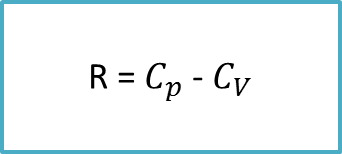 R = Cₚ - Cᵥ